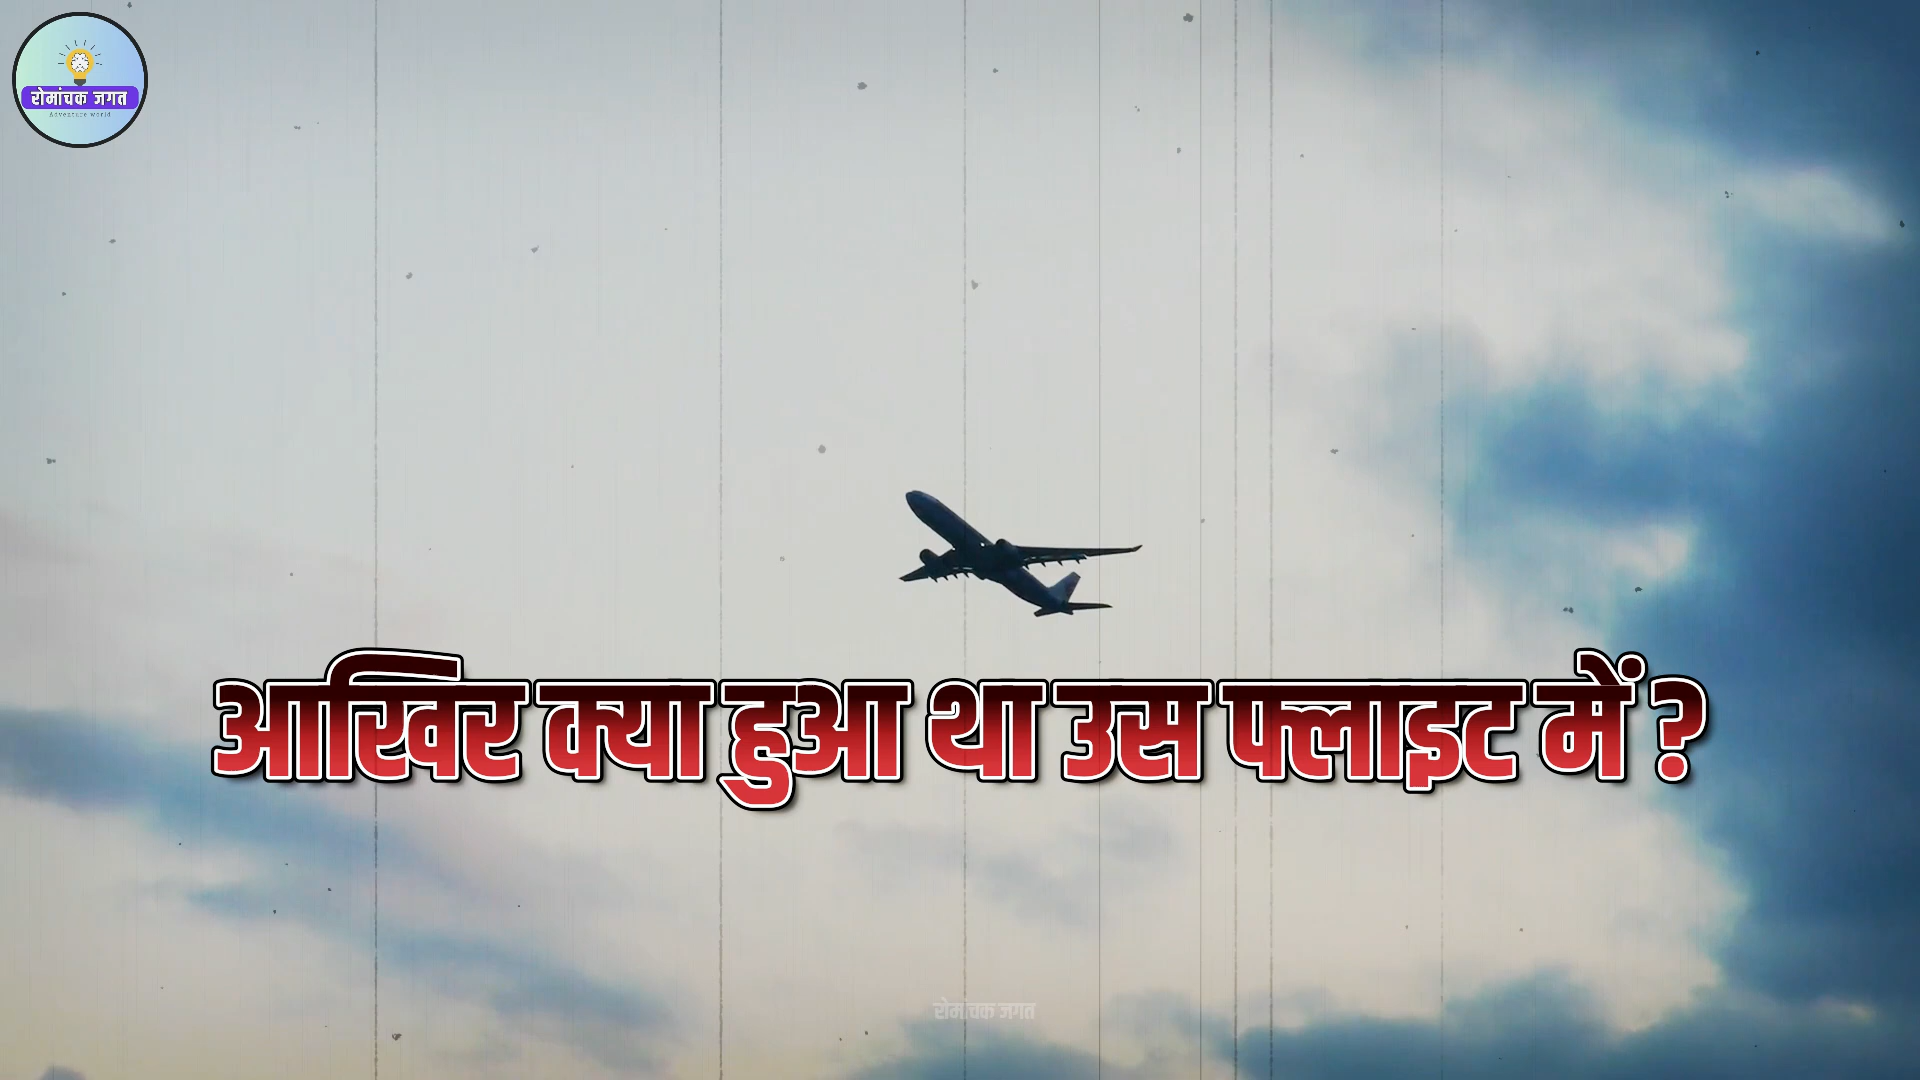 रोमांचक जगत
Adventure world
आखिर क्या हुआ था उस फ्लाइट में ?
रोमांचक जगत